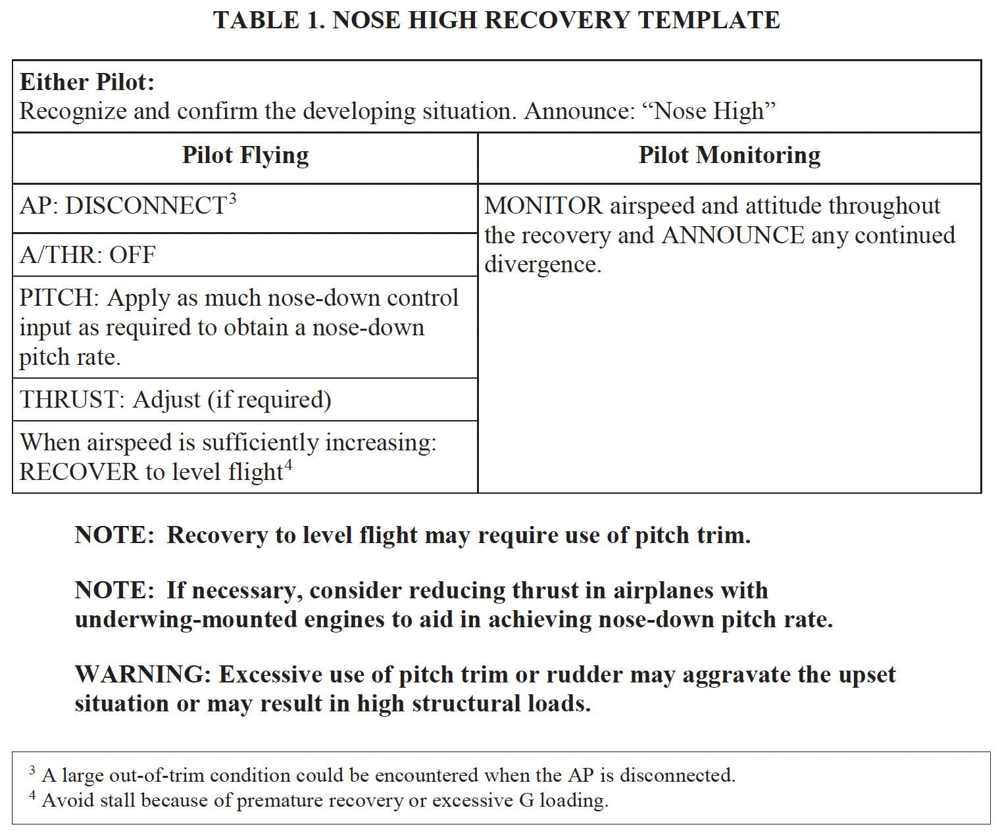 TABLE 1. NOSE HIGH RECOVERY TEMPLATE
Either Pilot:
Recognize and confirm the developing situation. Announce: “Nose High”
Pilot Flying
Pilot Monitoring
AP: DISCONNECT³
A/THR: OFF
PITCH: Apply as much nose-down control
input as required to obtain a nose-down
pitch rate.
THRUST: Adjust (if required)
When airspeed is sufficiently increasing:
RECOVER to level flight⁴
MONITOR airspeed and attitude throughout
the recovery and ANNOUNCE any continued
divergence.
NOTE: Recovery to level flight may require use of pitch trim.
NOTE: If necessary, consider reducing thrust in airplanes with
underwing-mounted engines to aid in achieving nose-down pitch rate.
WARNING: Excessive use of pitch trim or rudder may aggravate the upset
situation or may result in high structural loads.
³ A large out-of-trim condition could be encountered when the AP is disconnected.
⁴ Avoid stall because of premature recovery or excessive G loading.